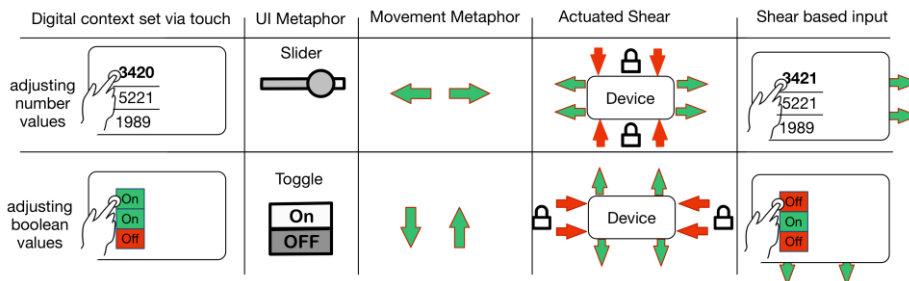 Digital context set via touch
UI Metaphor
Movement Metaphor
Actuated Shear
Shear based input
adjusting
number
values
3420
5221
1989
Slider
Device
3421
5221
1989
adjusting
boolean
values
On
On
Off
Toggle
On
OFF
Device
Off
On
Off